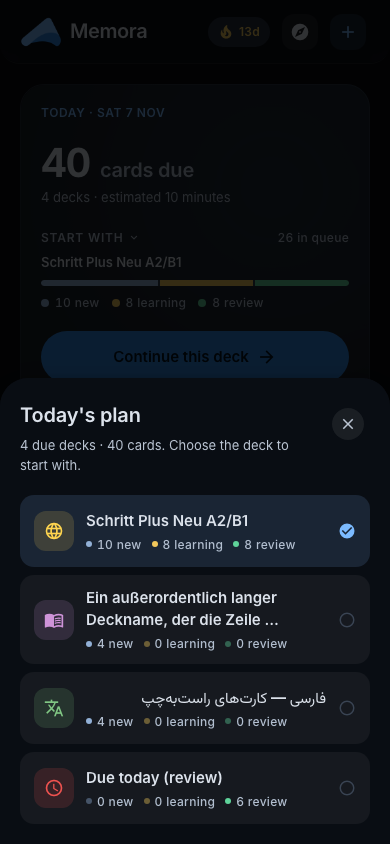 Memora
13d
TODAY · SAT 7 NOV
40 cards due
4 decks · estimated 10 minutes
START WITH
26 in queue
Schritt Plus Neu A2/B1
10 new 8 learning 8 review
Continue this deck →
Today's plan
4 due decks · 40 cards. Choose the deck to
start with.
Schritt Plus Neu A2/B1
10 new 8 learning 8 review
Ein außerordentlich langer
Deckname, der die Zeile ...
4 new 0 learning 0 review
فارسی — کارت‌های راست‌به‌چپ
4 new 0 learning 0 review
Due today (review)
0 new 0 learning 6 review